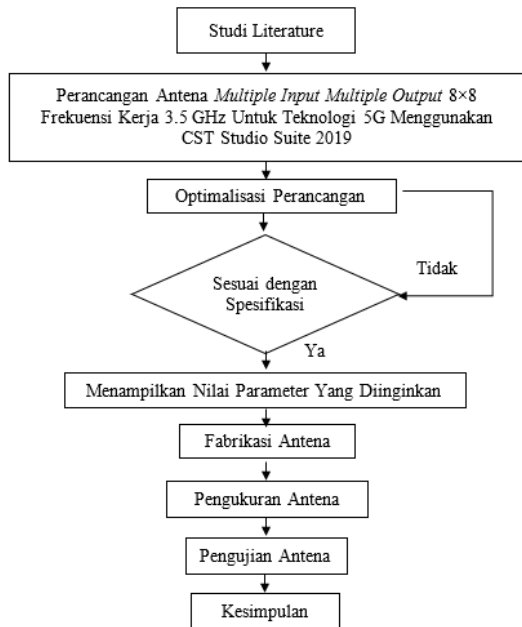 Studi Literature
Perancangan Antena Multiple Input Multiple Output 8×8
Frekuensi Kerja 3.5 GHz Untuk Teknologi 5G Menggunakan
CST Studio Suite 2019
Optimalisasi Perancangan
Tidak
Sesuai dengan
Spesifikasi
Ya
Menampilkan Nilai Parameter Yang Diinginkan
Fabrikasi Antena
Pengukuran Antena
Pengujian Antena
Kesimpulan